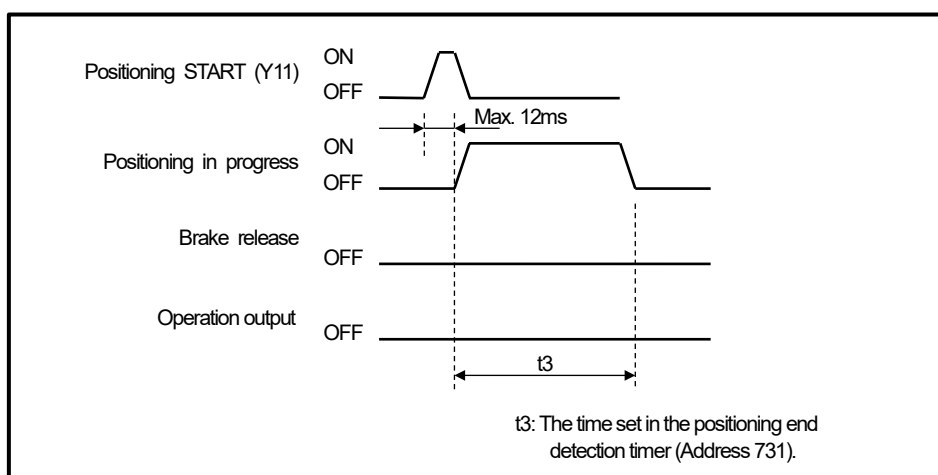 Positioning START (Y11)
ON
OFF
Max. 12ms
Positioning in progress
ON
OFF
Brake release
OFF
Operation output
OFF
t3
t3: The time set in the positioning end
detection timer (Address 731).